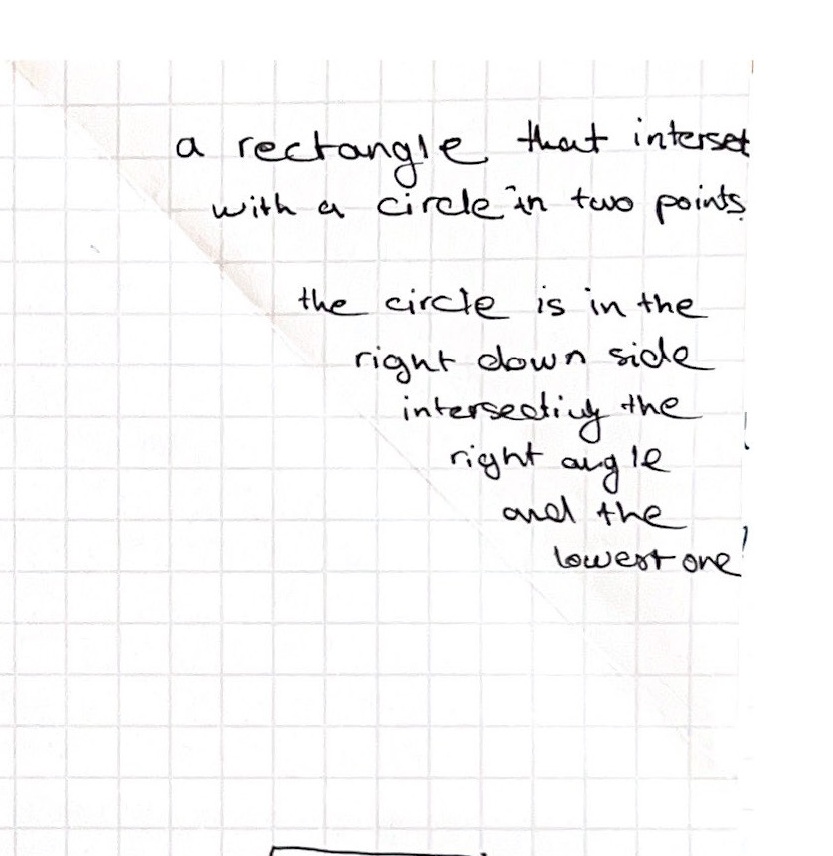 a rectangle that interset
with a circle in two points.
the circle is in the
right down side
intersecting the
right angle
and the
lowest one